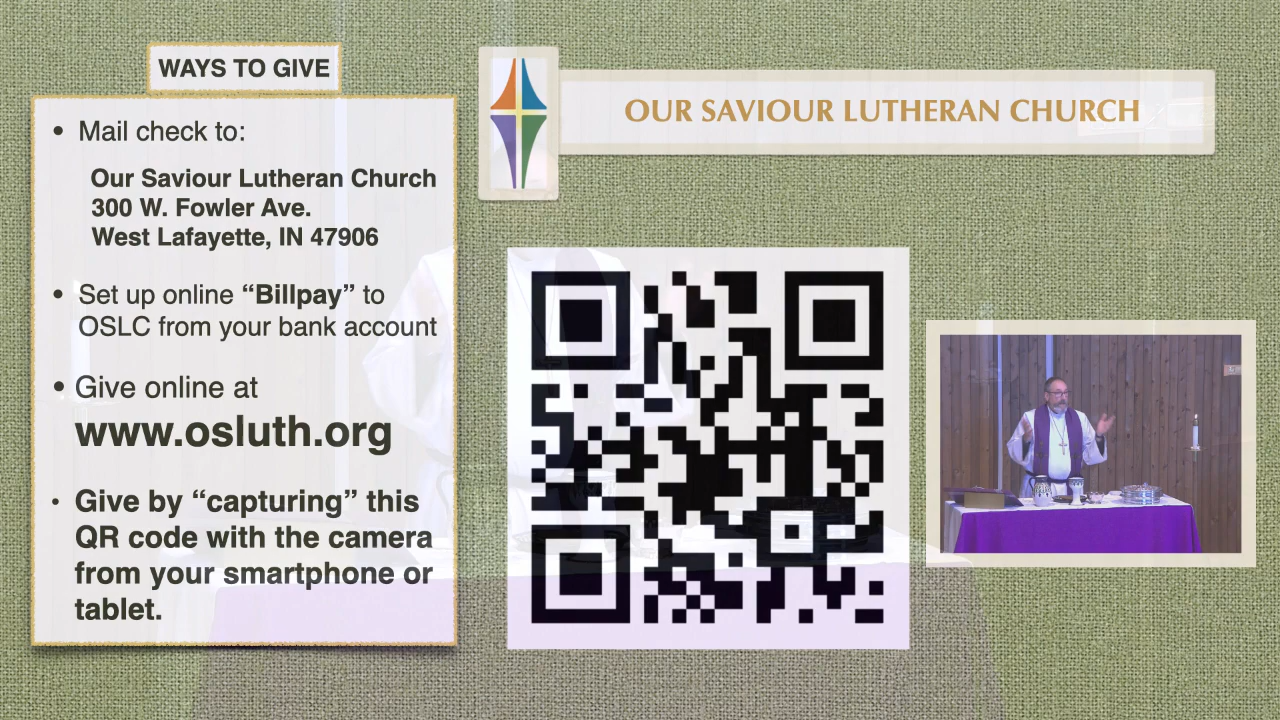 WAYS TO GIVE
• Mail check to:
Our Saviour Lutheran Church
300 W. Fowler Ave.
West Lafayette, IN 47906
• Set up online “Billpay” to
OSLC from your bank account
• Give online at
www.osluth.org
• Give by “capturing” this
QR code with the camera
from your smartphone or
tablet.
OUR SAVIOUR LUTHERAN CHURCH